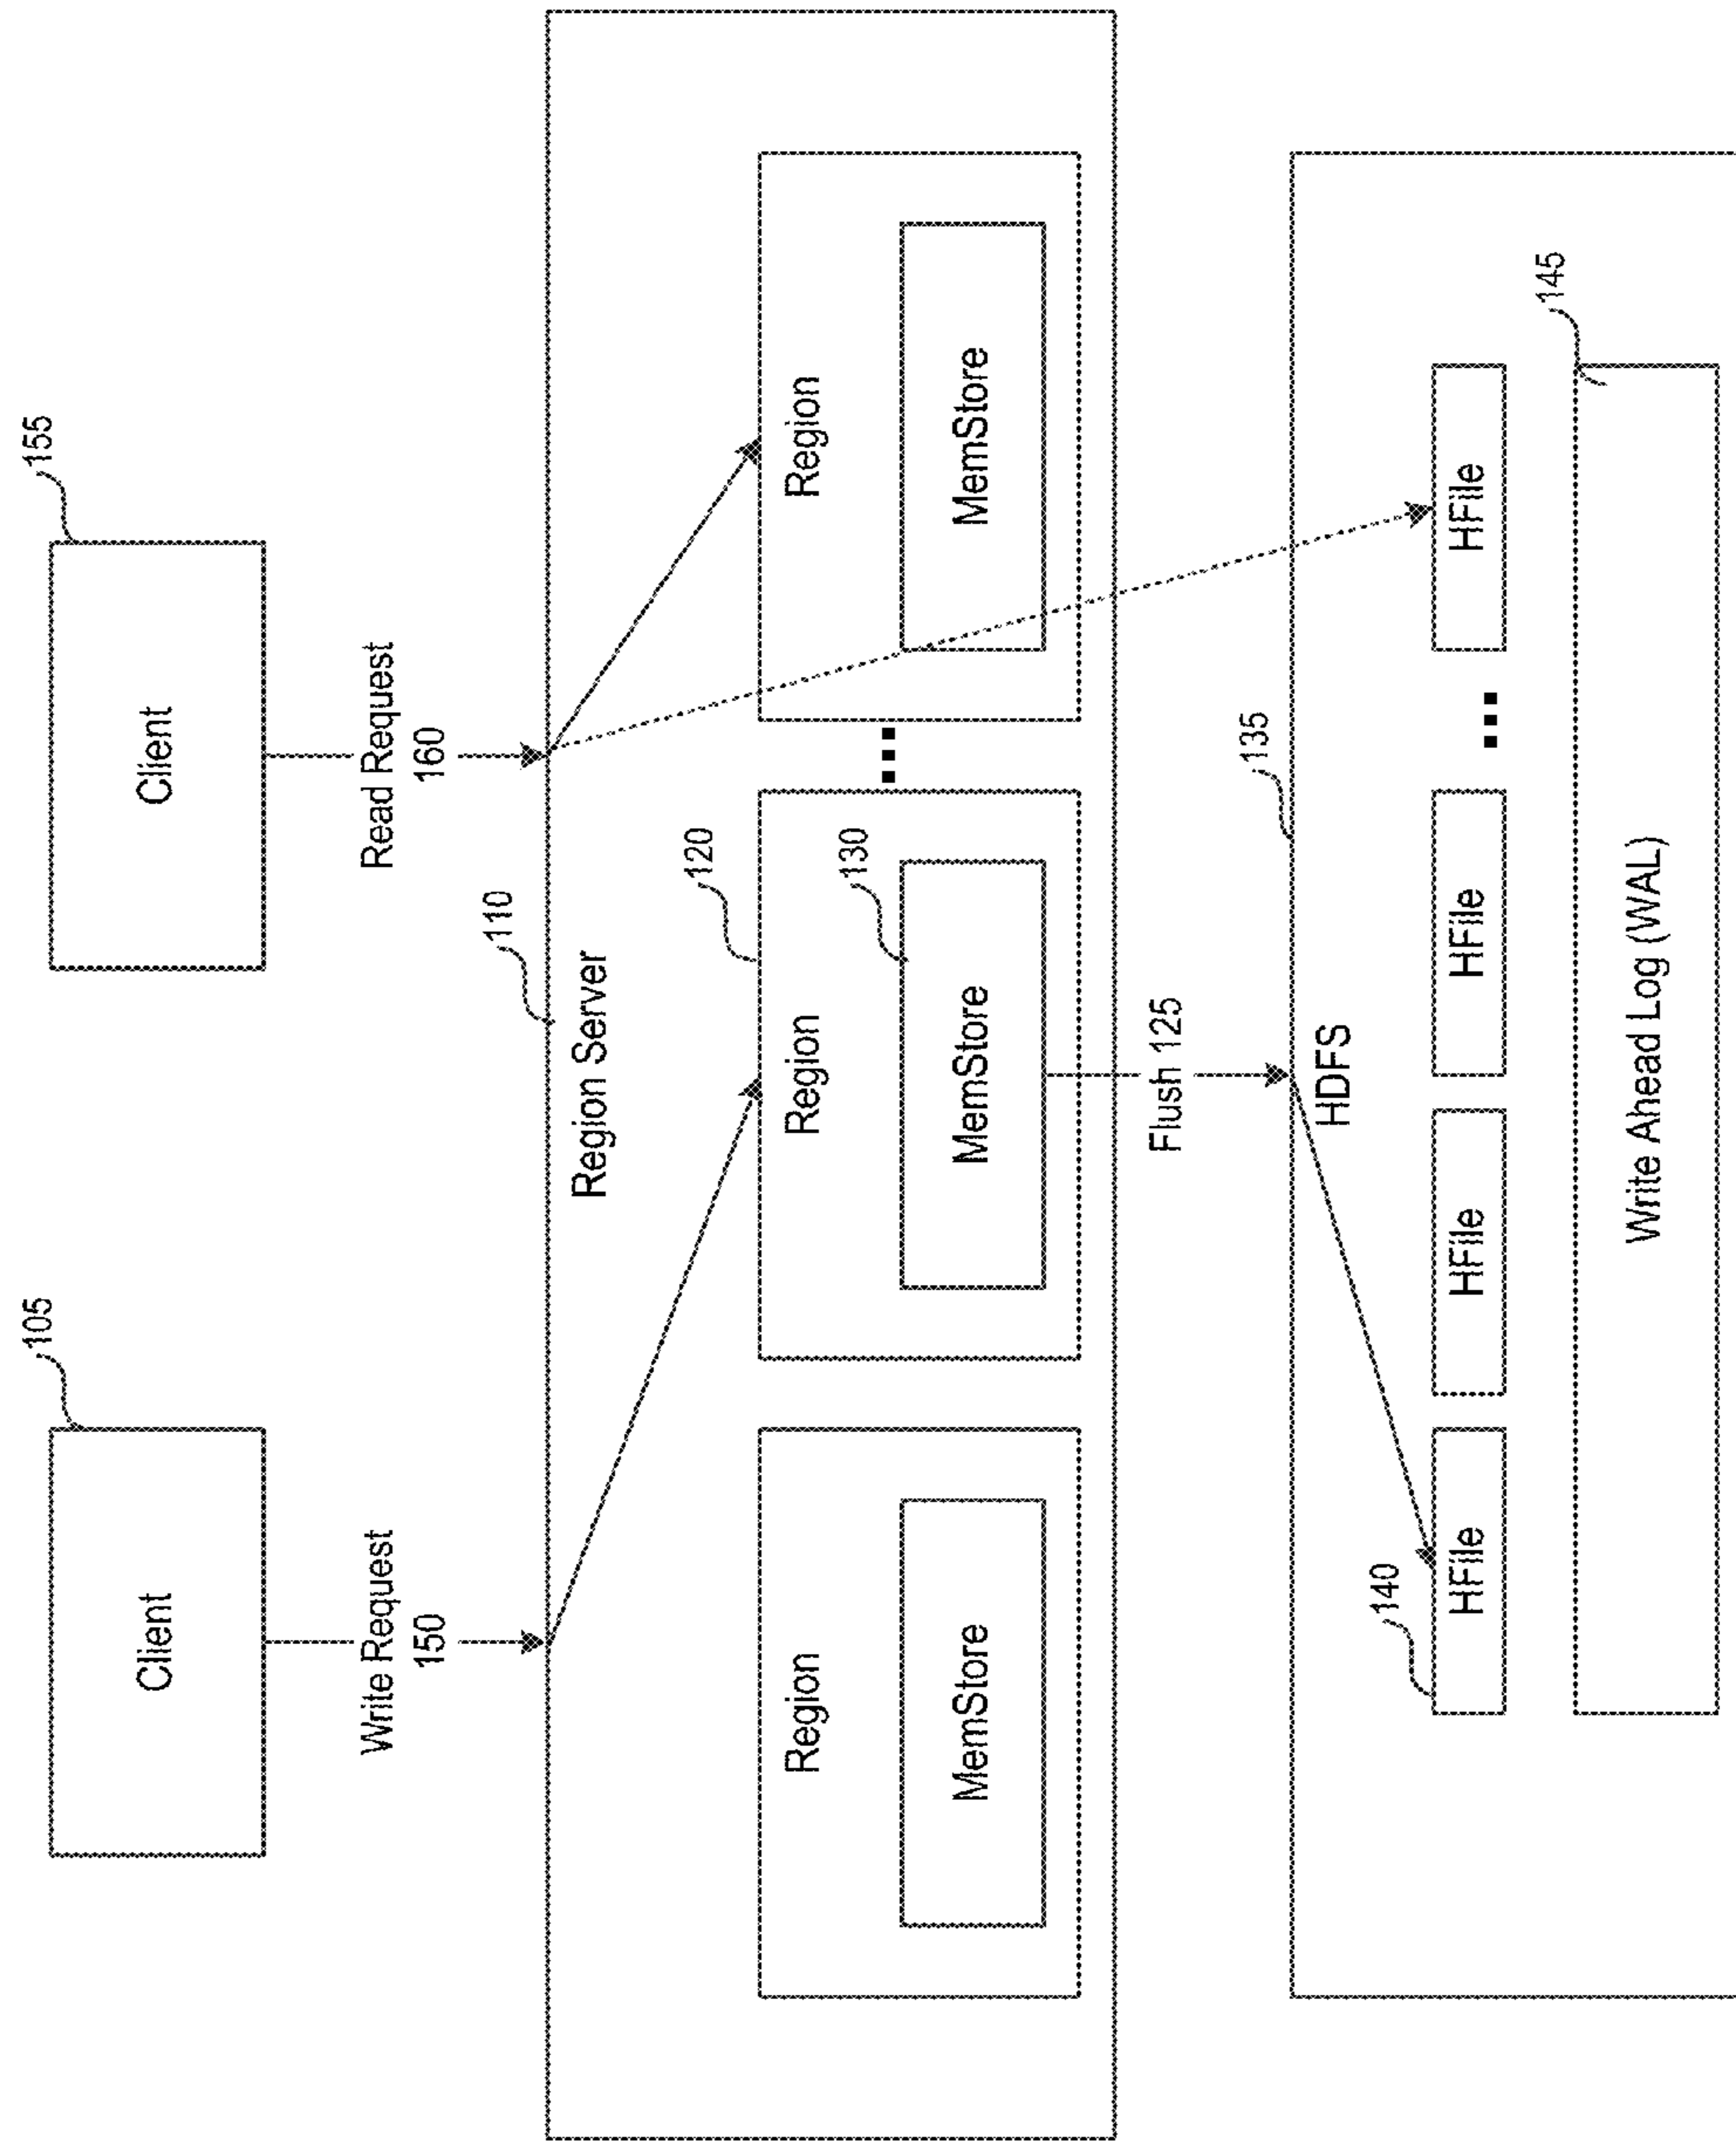 105
Client
155
Client
Write Request
150
Read Request
160
110
Region Server
Region
MemStore
120
Region
130
MemStore
...
Region
MemStore
Flush 125
135
HDFS
140
HFile
HFile
HFile
...
HFile
145
Write Ahead Log (WAL)